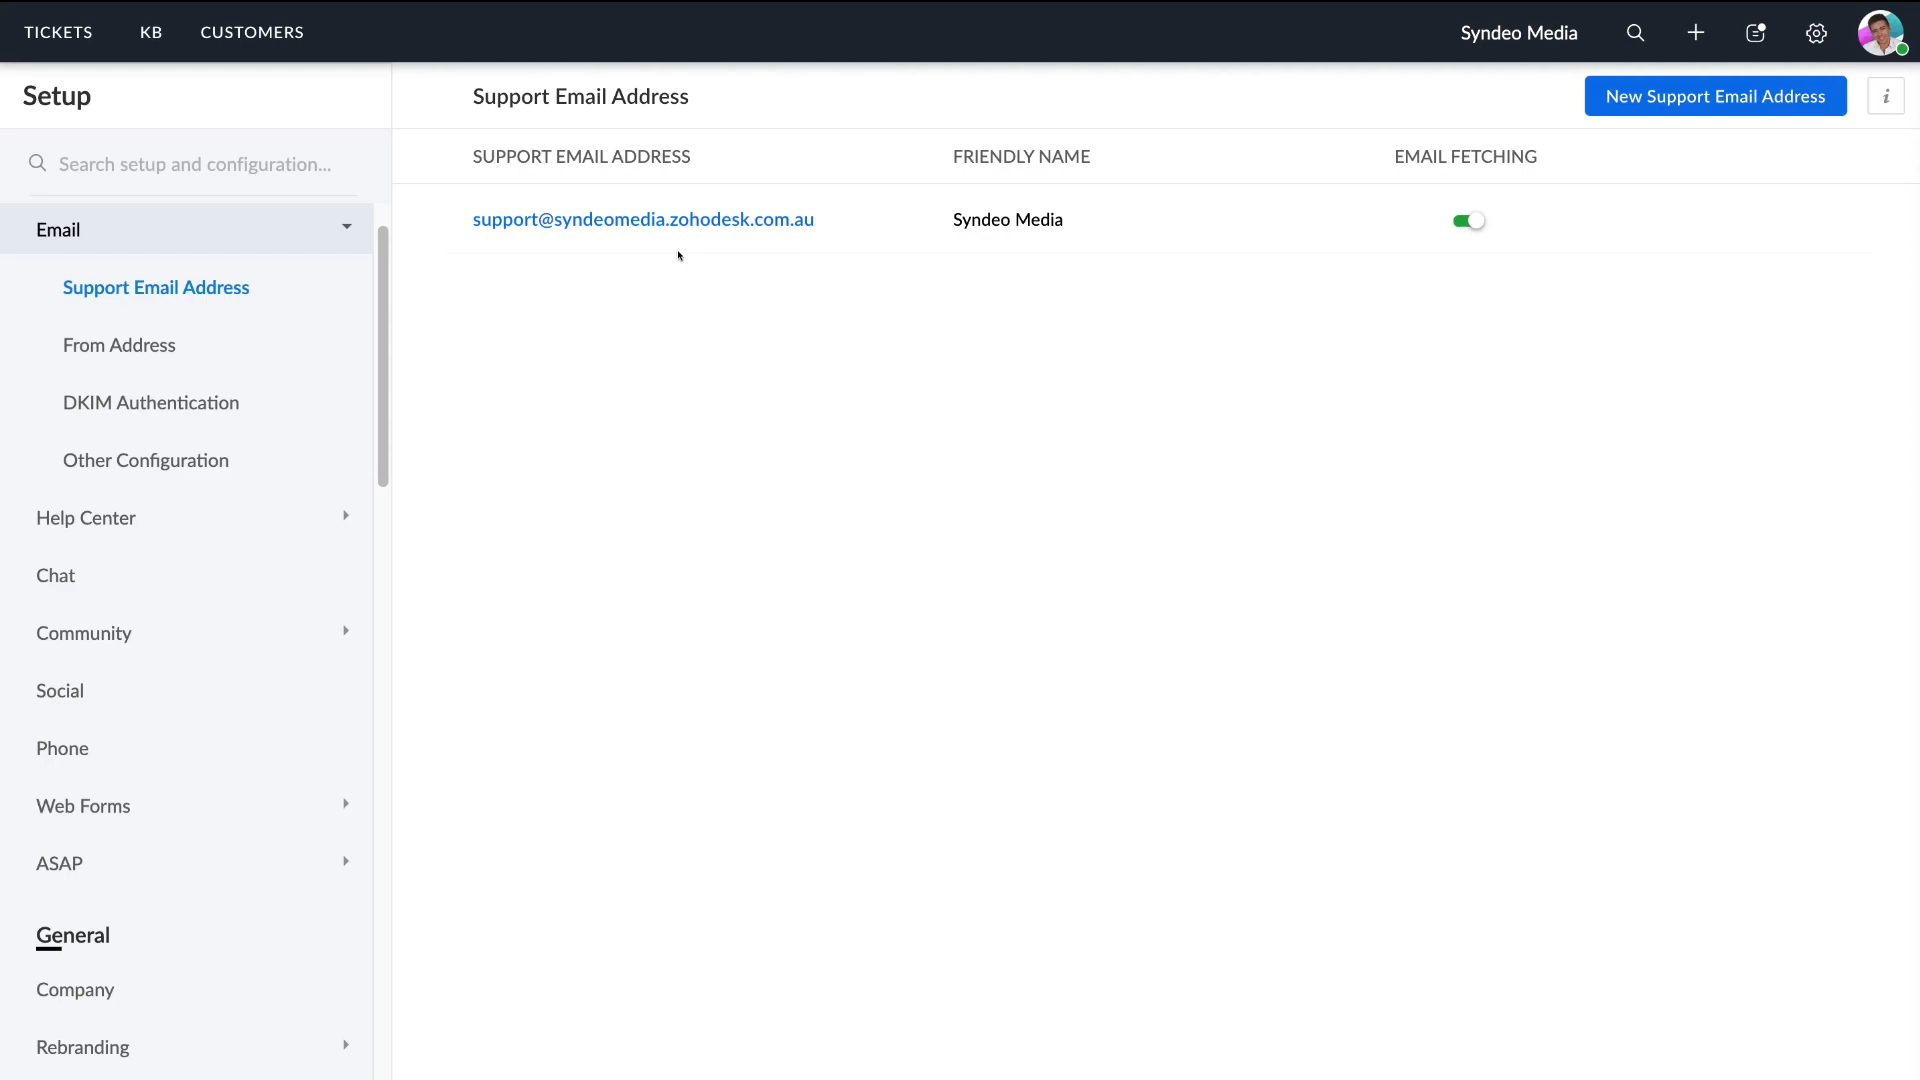 TICKETS KB CUSTOMERS Syndeo Media
Setup
Support Email Address
New Support Email Address
i
Search setup and configuration...
SUPPORT EMAIL ADDRESS FRIENDLY NAME EMAIL FETCHING
support@syndeomedia.zohodesk.com.au Syndeo Media
Email
Support Email Address
From Address
DKIM Authentication
Other Configuration
Help Center
Chat
Community
Social
Phone
Web Forms
ASAP
General
Company
Rebranding